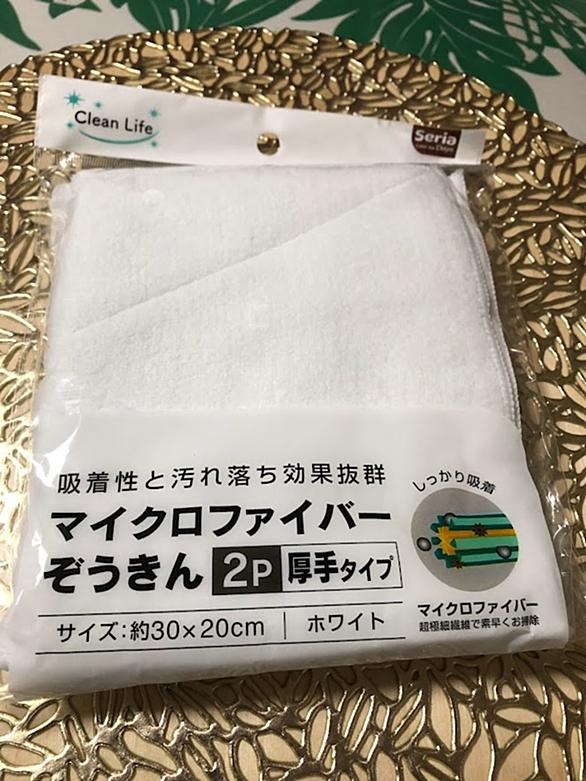 Clean Life
Seria
Color the Days
吸着性と汚れ落ち効果抜群
マイクロファイバー
ぞうきん 2P 厚手タイプ
サイズ：約30×20cm ホワイト
しっかり吸着
マイクロファイバー
超極細繊維で素早くお掃除